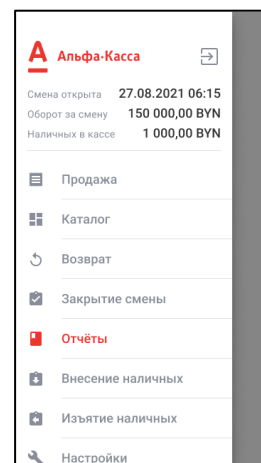 А Альфа·Касса
Смена открыта 27.08.2021 06:15
Оборот за смену 150 000,00 BYN
Наличных в кассе 1 000,00 BYN
Продажа
Каталог
Возврат
Закрытие смены
Отчёты
Внесение наличных
Изъятие наличных
Настройки